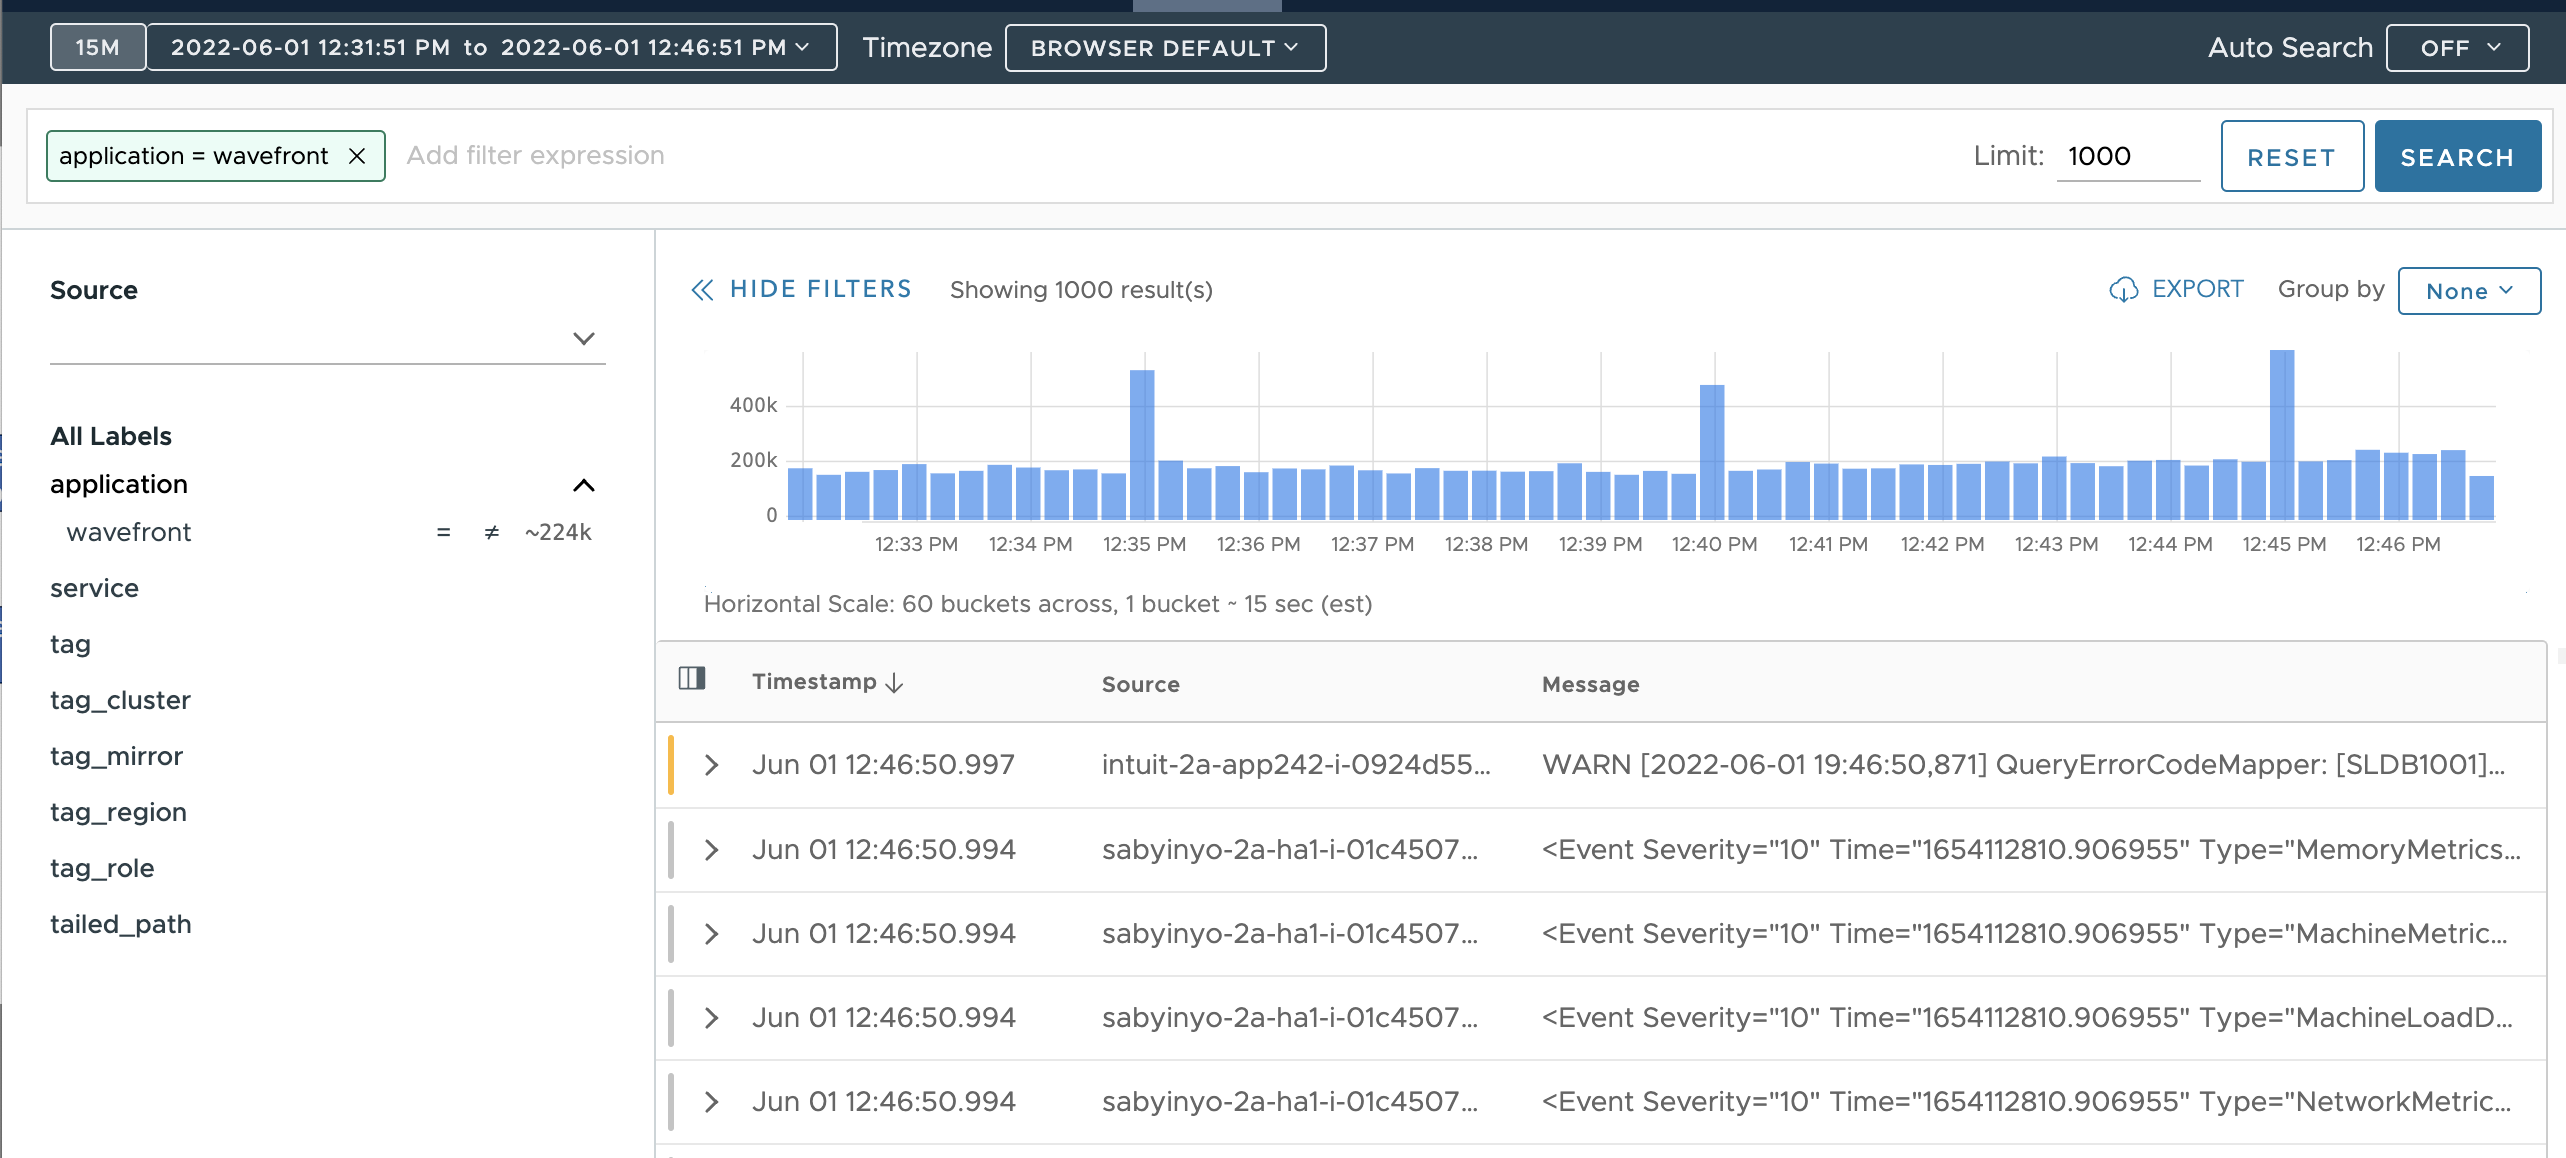 15M 2022-06-01 12:31:51 PM to 2022-06-01 12:46:51 PM Timezone BROWSER DEFAULT Auto Search OFF
application = wavefront Add filter expression Limit: 1000 RESET SEARCH
Source
All Labels
application
wavefront = ≠ ~224k
service
tag
tag_cluster
tag_mirror
tag_region
tag_role
tailed_path
HIDE FILTERS Showing 1000 result(s) EXPORT Group by None
400k
200k
0
12:33 PM 12:34 PM 12:35 PM 12:36 PM 12:37 PM 12:38 PM 12:39 PM 12:40 PM 12:41 PM 12:42 PM 12:43 PM 12:44 PM 12:45 PM 12:46 PM
Horizontal Scale: 60 buckets across, 1 bucket ~ 15 sec (est)
Timestamp Source Message
Jun 01 12:46:50.997 intuit-2a-app242-i-0924d55... WARN [2022-06-01 19:46:50,871] QueryErrorCodeMapper: [SLDB1001]...
Jun 01 12:46:50.994 sabyinyo-2a-ha1-i-01c4507... <Event Severity="10" Time="1654112810.906955" Type="MemoryMetrics...
Jun 01 12:46:50.994 sabyinyo-2a-ha1-i-01c4507... <Event Severity="10" Time="1654112810.906955" Type="MachineMetric...
Jun 01 12:46:50.994 sabyinyo-2a-ha1-i-01c4507... <Event Severity="10" Time="1654112810.906955" Type="MachineLoadD...
Jun 01 12:46:50.994 sabyinyo-2a-ha1-i-01c4507... <Event Severity="10" Time="1654112810.906955" Type="NetworkMetric...